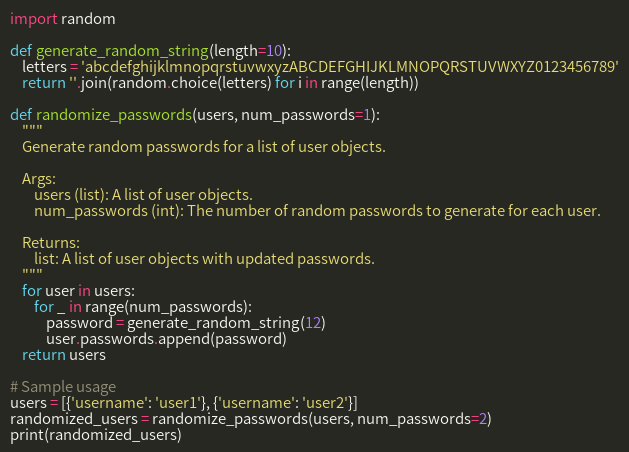 import random

def generate_random_string(length=10):
    letters = 'abcdefghijklmnopqrstuvwxyzABCDEFGHIJKLMNOPQRSTUVWXYZ0123456789'
    return ''.join(random.choice(letters) for i in range(length))

def randomize_passwords(users, num_passwords=1):
    """
    Generate random passwords for a list of user objects.

    Args:
        users (list): A list of user objects.
        num_passwords (int): The number of random passwords to generate for each user.

    Returns:
        list: A list of user objects with updated passwords.
    """
    for user in users:
        for _ in range(num_passwords):
            password = generate_random_string(12)
            user.passwords.append(password)
    return users

# Sample usage
users = [{'username': 'user1'}, {'username': 'user2'}]
randomized_users = randomize_passwords(users, num_passwords=2)
print(randomized_users)